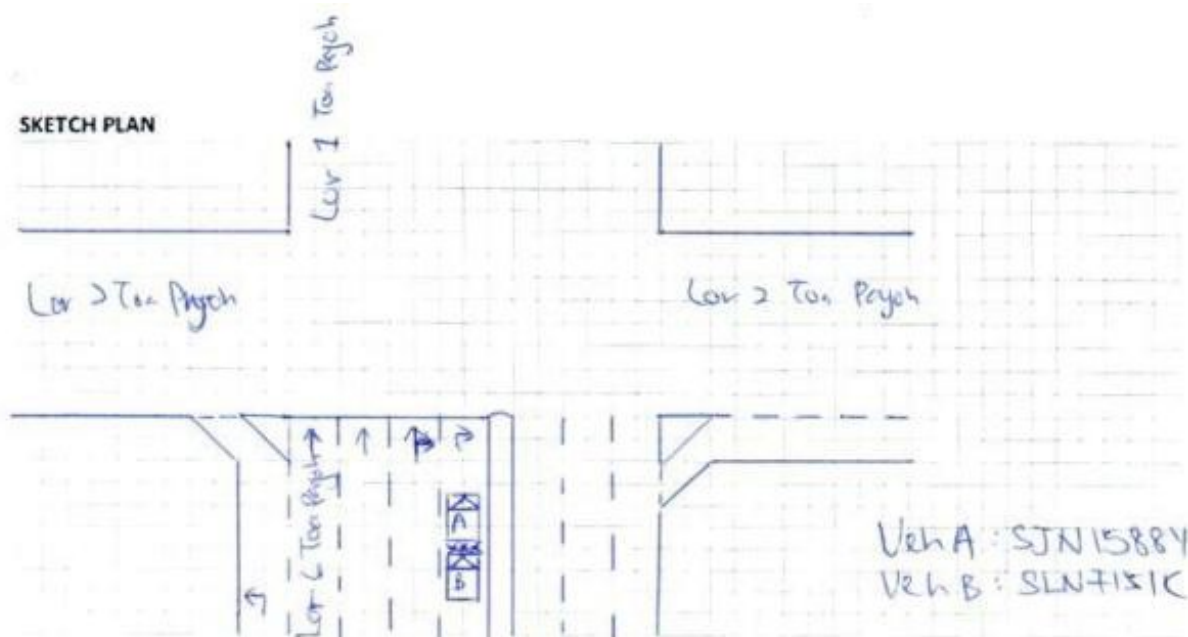 Lor 1 Toa Payoh
SKETCH PLAN
Lor 2 Toa Payoh
Lor 2 Toa Payoh
Lor 6 Toa Payoh
A
B
Veh A : SJN1588Y
Veh B : SLN7151K